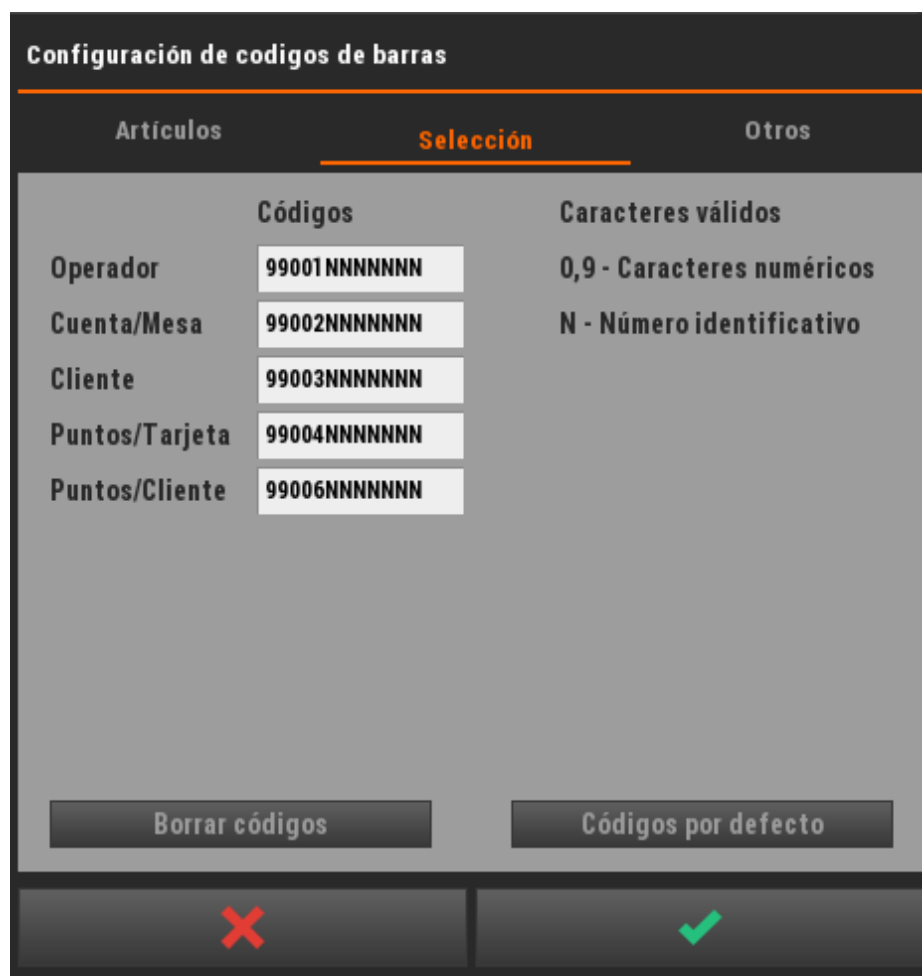 Configuración de codigos de barras
Artículos Selección Otros
Códigos Caracteres válidos
Operador 99001NNNNNNN 0,9 - Caracteres numéricos
Cuenta/Mesa 99002NNNNNNN N - Número identificativo
Cliente 99003NNNNNNN
Puntos/Tarjeta 99004NNNNNNN
Puntos/Cliente 99006NNNNNNN
Borrar códigos Códigos por defecto